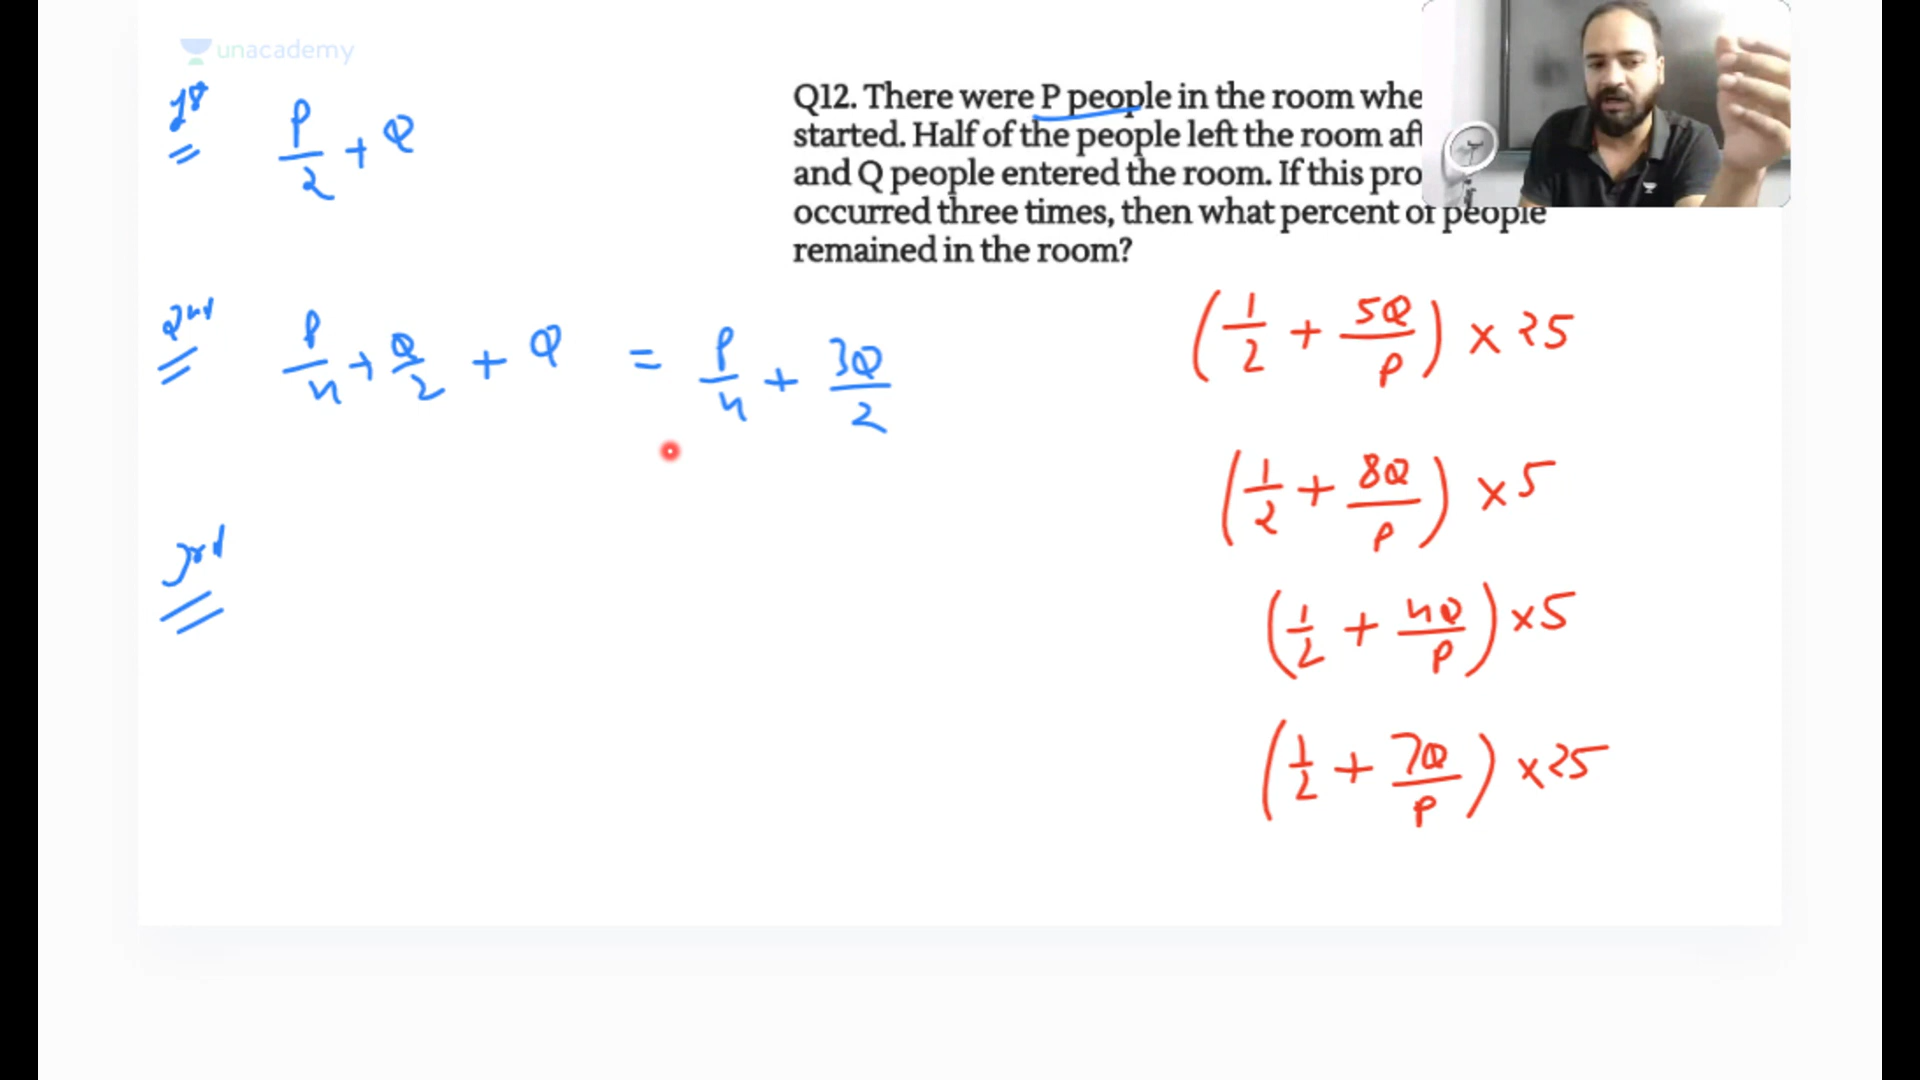 unacademy
Q12. There were P people in the room whe
started. Half of the people left the room aft
and Q people entered the room. If this pro
occurred three times, then what percent of people
remained in the room?
1st P/2 + Q
2nd P/4 + Q/2 + Q = P/4 + 3Q/2
3rd
(1/2 + 5Q/P) × 25
(1/2 + 8Q/P) × 5
(1/2 + 4Q/P) × 5
(1/2 + 7Q/P) × 25